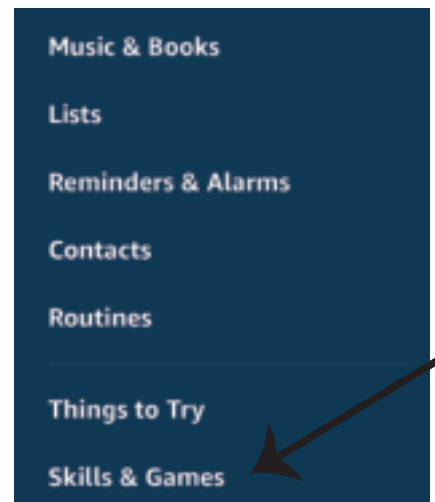 Music & Books
Lists
Reminders & Alarms
Contacts
Routines
Things to Try
Skills & Games